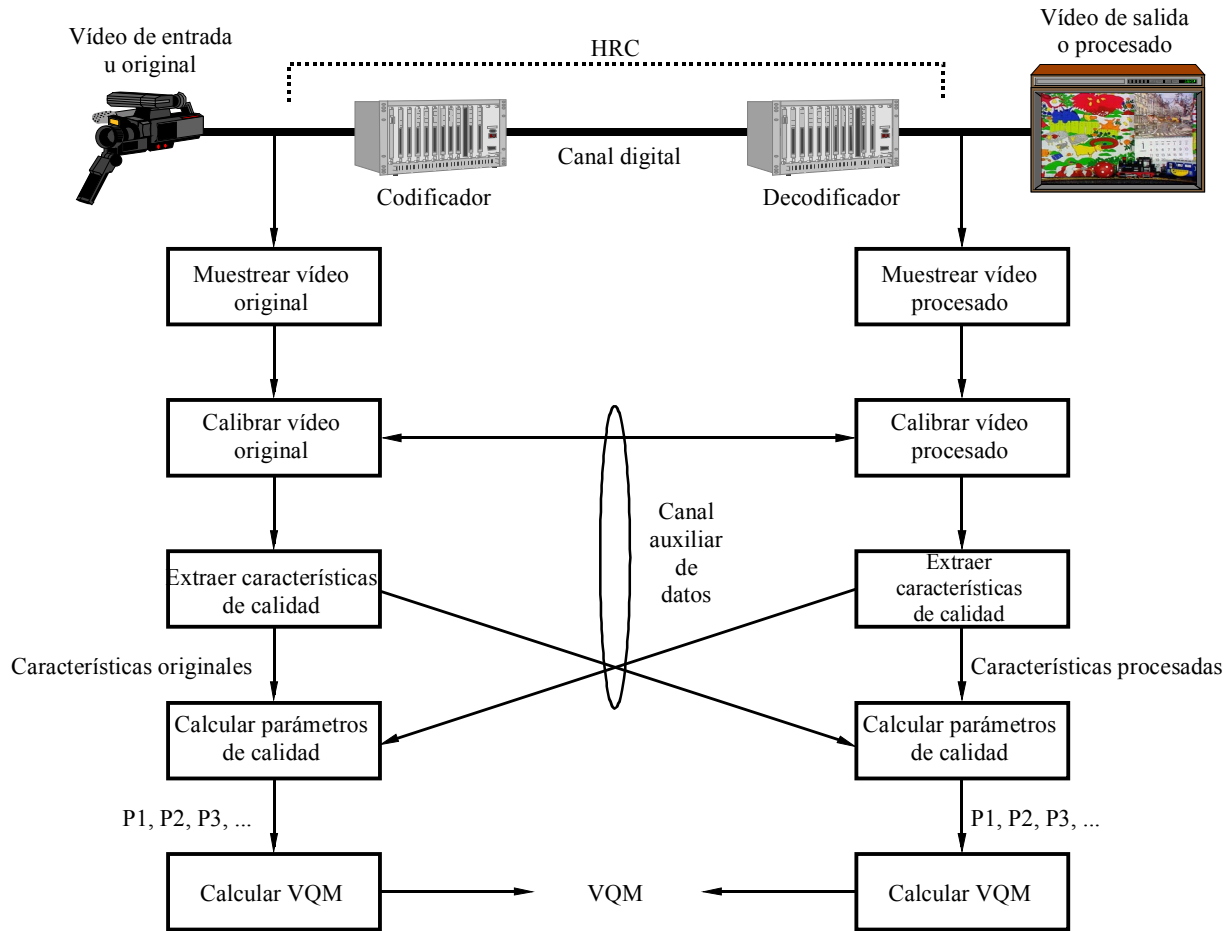 Vídeo de entrada
u original
HRC
Vídeo de salida
o procesado
Canal digital
Codificador
Decodificador
Muestrear vídeo
original
Muestrear vídeo
procesado
Calibrar vídeo
original
Calibrar vídeo
procesado
Canal
auxiliar
de
datos
Extraer características
de calidad
Extraer
características
de calidad
Características originales
Características procesadas
Calcular parámetros
de calidad
Calcular parámetros
de calidad
P1, P2, P3, ...
P1, P2, P3, ...
Calcular VQM
VQM
Calcular VQM